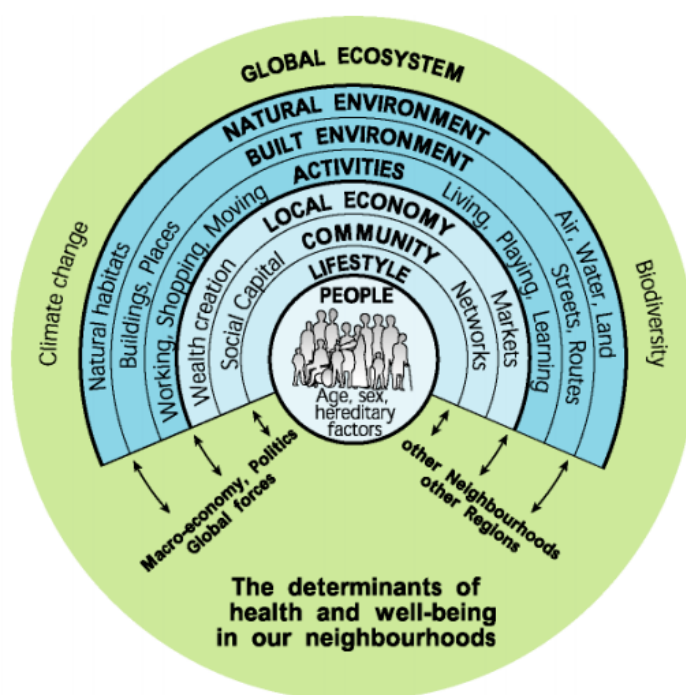 GLOBAL ECOSYSTEM
NATURAL ENVIRONMENT
BUILT ENVIRONMENT
ACTIVITIES
LOCAL ECONOMY
COMMUNITY
LIFESTYLE
PEOPLE
Age, sex,
hereditary
factors
Climate change
Natural habitats
Buildings, Places
Working, Shopping, Moving
Wealth creation
Social Capital
Networks
Markets
Living, Playing, Learning
Streets, Routes
Air, Water, Land
Biodiversity
Macro-economy, Politics
Global forces
other Neighbourhoods
other Regions
The determinants of
health and well-being
in our neighbourhoods